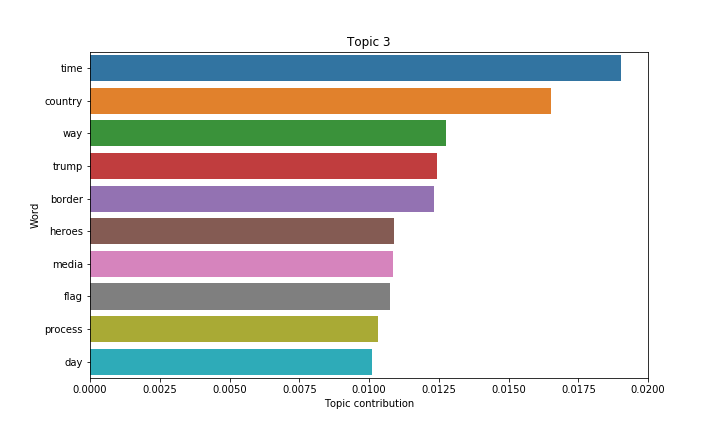 Topic 3
time
country
way
trump
border
heroes
media
flag
process
day
Word
0.0000 0.0025 0.0050 0.0075 0.0100 0.0125 0.0150 0.0175 0.0200
Topic contribution